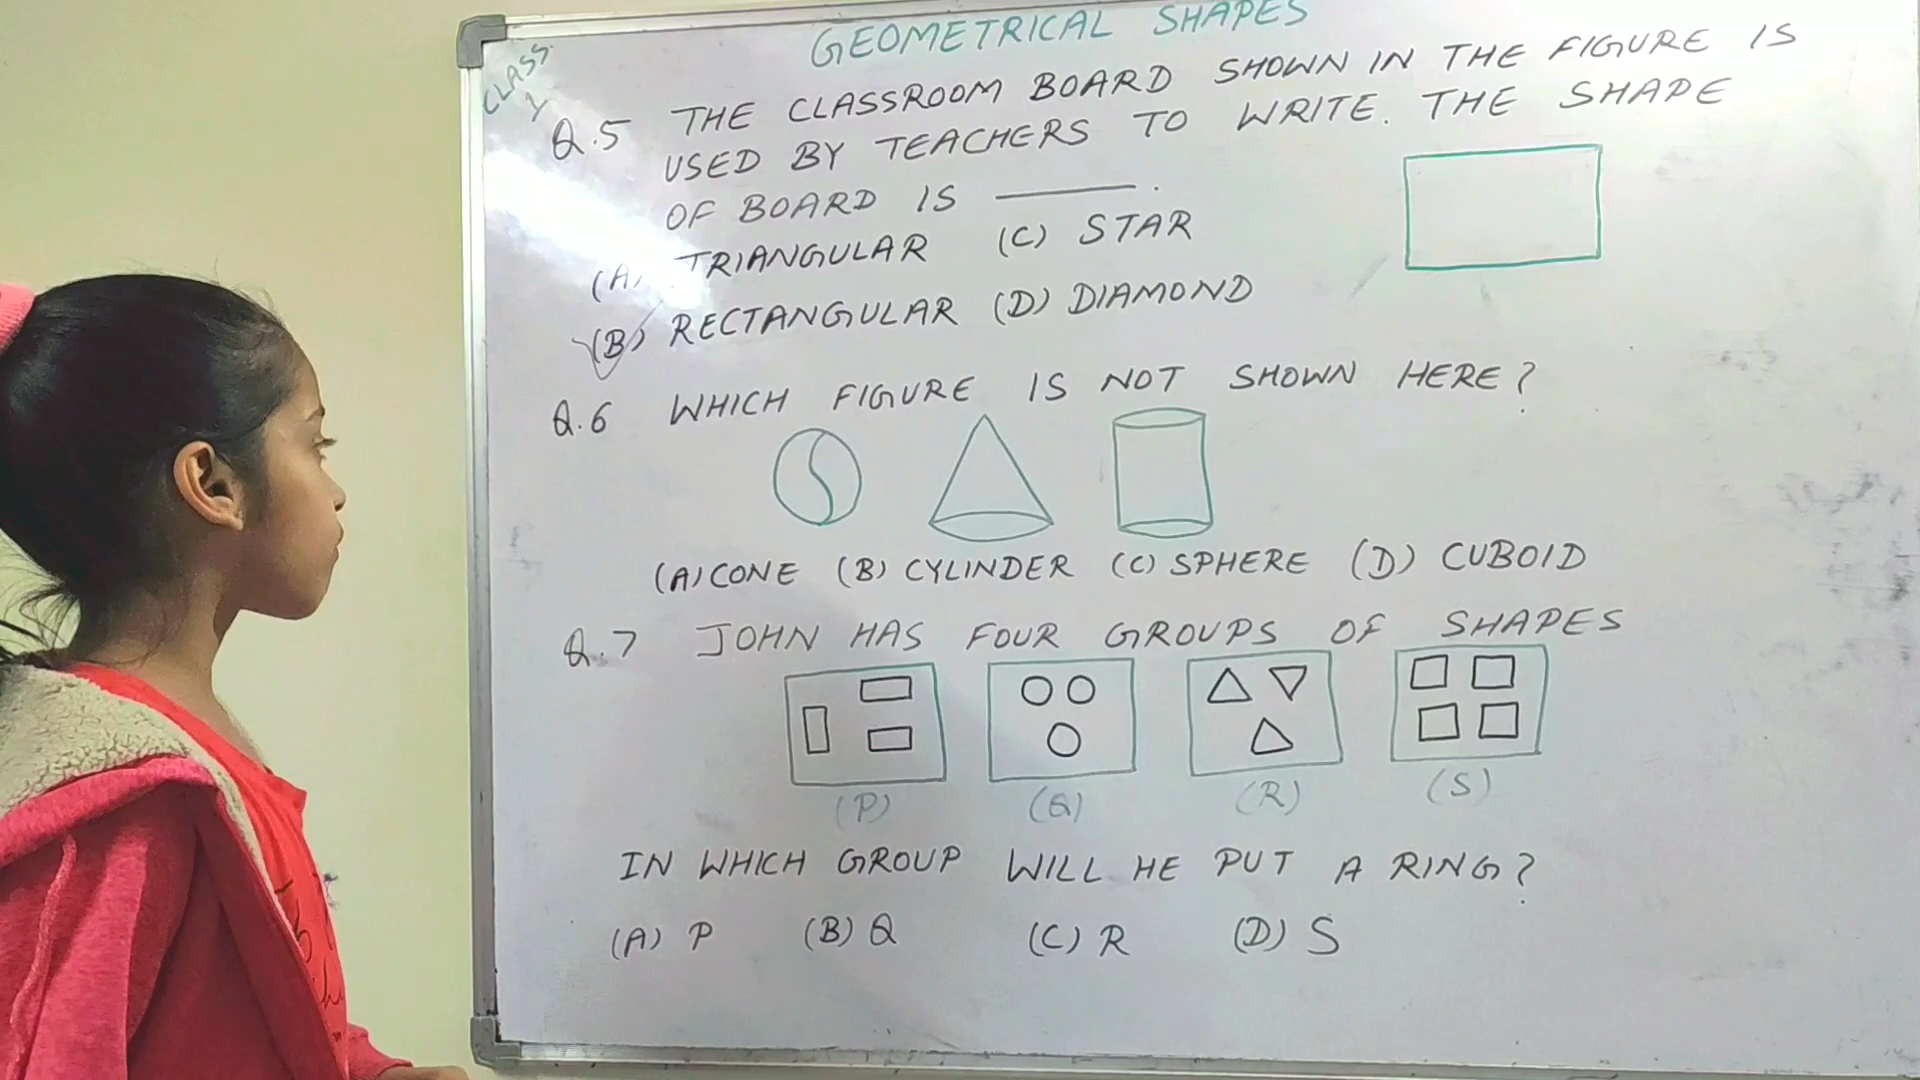 GEOMETRICAL SHAPES
CLASS
1
Q.5 THE CLASSROOM BOARD SHOWN IN THE FIGURE IS
USED BY TEACHERS TO WRITE. THE SHAPE
OF BOARD IS ______.
(A) TRIANGULAR (C) STAR
(B) RECTANGULAR (D) DIAMOND
Q.6 WHICH FIGURE IS NOT SHOWN HERE?
(A) CONE (B) CYLINDER (C) SPHERE (D) CUBOID
Q.7 JOHN HAS FOUR GROUPS OF SHAPES
(P) (Q) (R) (S)
IN WHICH GROUP WILL HE PUT A RING?
(A) P (B) Q (C) R (D) S